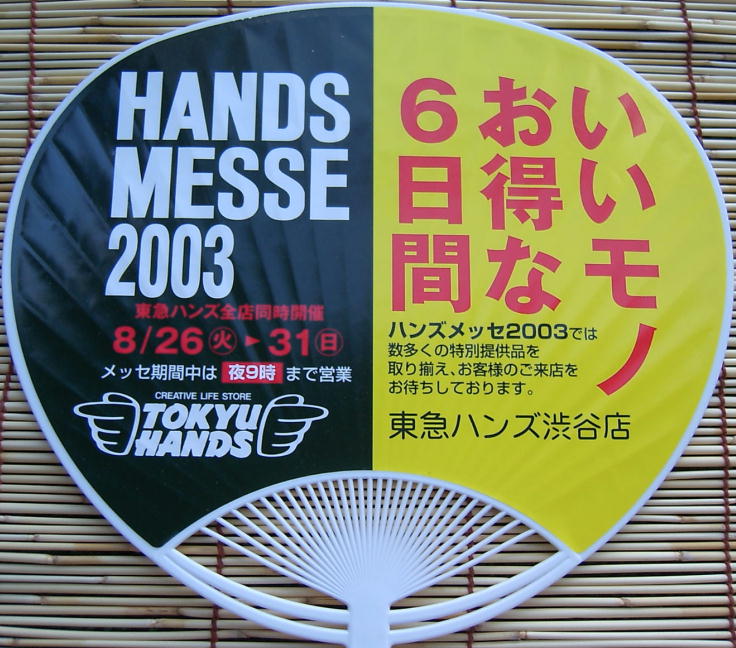 HANDS
MESSE
2003
東急ハンズ全店同時開催
8/26㊋►31㊐
メッセ期間中は 夜9時 まで営業
CREATIVE LIFE STORE
TOKYU
HANDS
いいモノ
お得な
6日間
ハンズメッセ2003では
数多くの特別提供品を
取り揃え、お客様のご来店を
お待ちしております。
東急ハンズ渋谷店